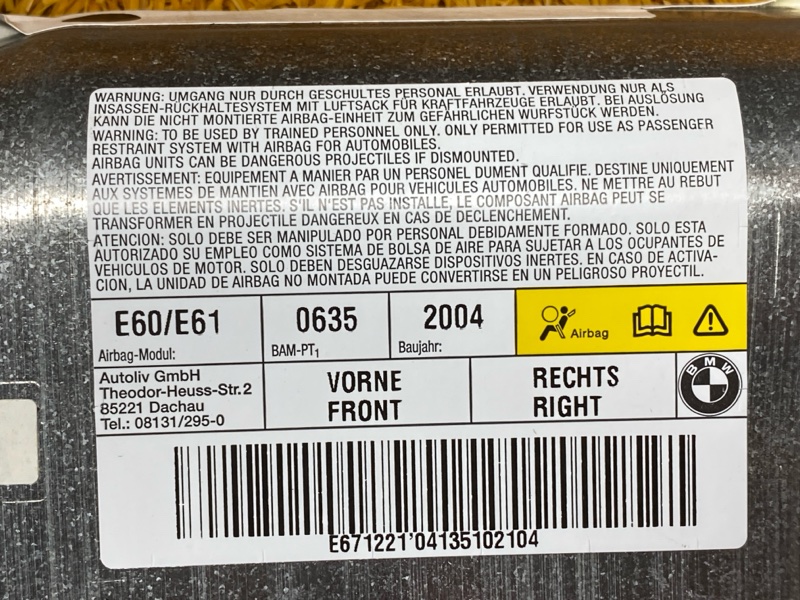 WARNUNG: UMGANG NUR DURCH GESCHULTES PERSONAL ERLAUBT. VERWENDUNG NUR ALS
INSASSEN-RÜCKHALTESYSTEM MIT LUFTSACK FÜR KRAFTFAHRZEUGE ERLAUBT. BEI AUSLÖSUNG
KANN DIE NICHT MONTIERTE AIRBAG-EINHEIT ZUM GEFÄHRLICHEN WURFSTÜCK WERDEN.
WARNING: TO BE USED BY TRAINED PERSONNEL ONLY. ONLY PERMITTED FOR USE AS PASSENGER
RESTRAINT SYSTEM WITH AIRBAG FOR AUTOMOBILES.
AIRBAG UNITS CAN BE DANGEROUS PROJECTILES IF DISMOUNTED.
AVERTISSEMENT: EQUIPEMENT A MANIER PAR UN PERSONEL DUMENT QUALIFIE. DESTINE UNIQUEMENT
AUX SYSTEMES DE MANTIEN AVEC AIRBAG POUR VEHICULES AUTOMOBILES. NE METTRE AU REBUT
QUE LES ELEMENTS INERTES. S'IL N'EST PAS INSTALLE, LE COMPOSANT AIRBAG PEUT SE
TRANSFORMER EN PROJECTILE DANGEREUX EN CAS DE DECLENCHEMENT.
ATENCION: SOLO DEBE SER MANIPULADO POR PERSONAL DEBIDAMENTE FORMADO. SOLO ESTA
AUTORIZADO SU EMPLEO COMO SISTEMA DE BOLSA DE AIRE PARA SUJETAR A LOS OCUPANTES DE
VEHICULOS DE MOTOR. SOLO DEBEN DESGUAZARSE DISPOSITIVOS INERTES. EN CASO DE ACTIVA-
CION, LA UNIDAD DE AIRBAG NO MONTADA PUEDE CONVERTIRSE EN UN PELIGROSO PROYECTIL.
E60/E61 0635 2004 Airbag
Airbag-Modul: BAM-PT1 Baujahr:
Autoliv GmbH
Theodor-Heuss-Str.2
85221 Dachau
Tel.: 08131/295-0
VORNE
FRONT
RECHTS
RIGHT
BMW
E671221'04135102104